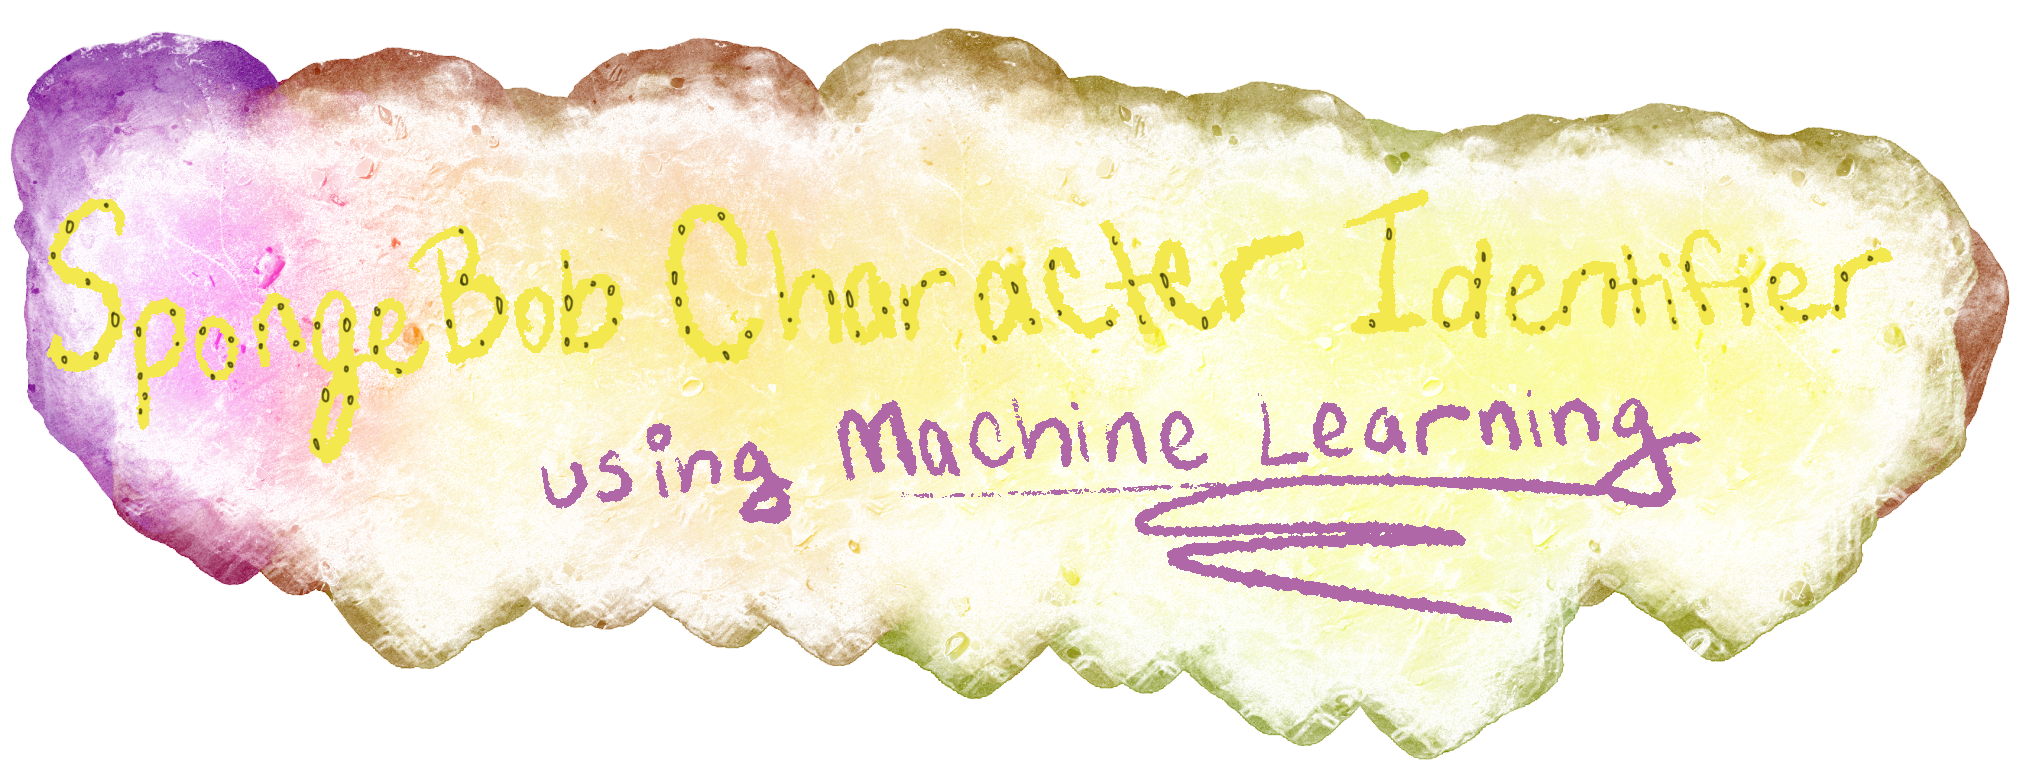 SpongeBob Character Identifier
using Machine Learning